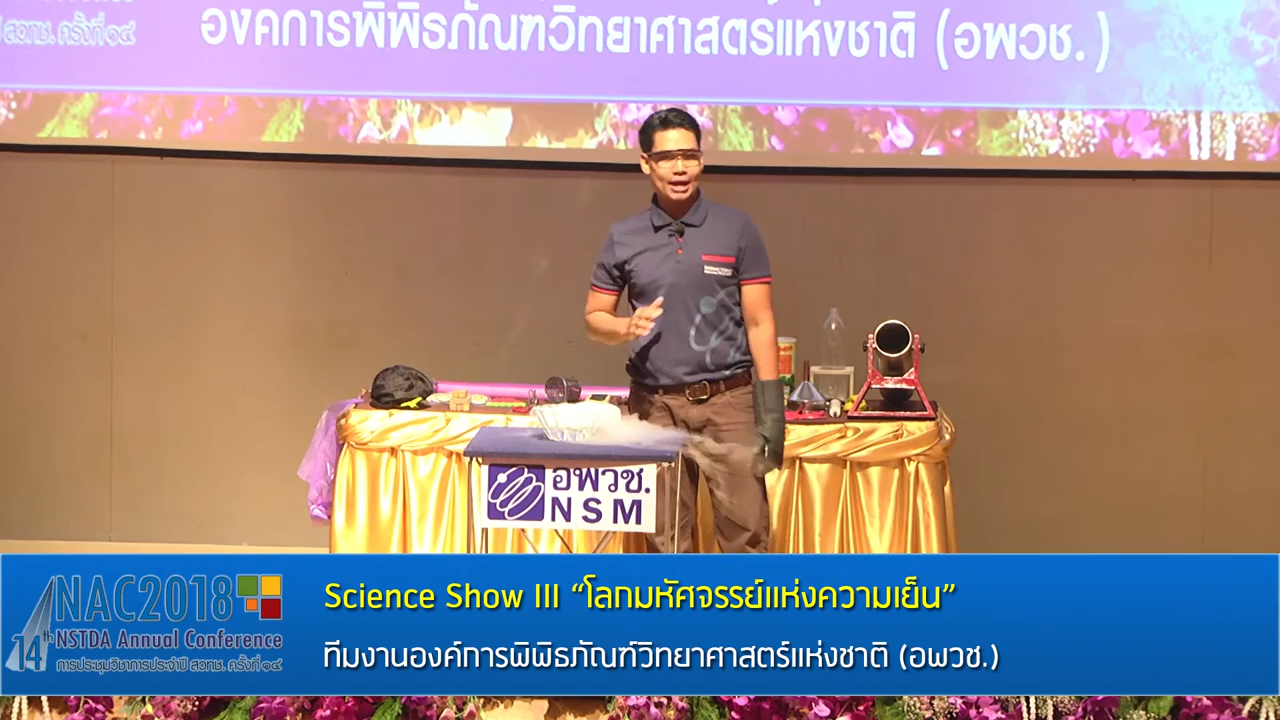 สวทช. ครั้งที่ ๑๔
องค์การพิพิธภัณฑ์วิทยาศาสตร์แห่งชาติ (อพวช.)
อพวช.
NSM
NAC2018
14th NSTDA Annual Conference
การประชุมวิชาการประจำปี สวทช. ครั้งที่ ๑๔
Science Show III “โลกมหัศจรรย์แห่งความเย็น”
ทีมงานองค์การพิพิธภัณฑ์วิทยาศาสตร์แห่งชาติ (อพวช.)